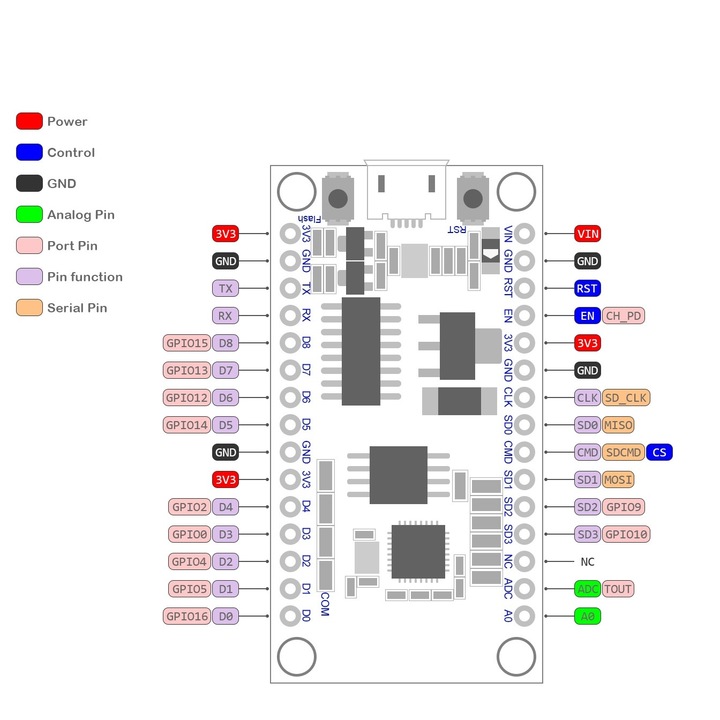 Power
Control
GND
Analog Pin
Port Pin
Pin function
Serial Pin
Flash
RST
3V3 3V3 VIN VIN
GND GND GND GND
TX TX RST RST
RX RX EN EN CH_PD
GPIO15 D8 D8 3V3 3V3
GPIO13 D7 D7 GND GND
GPIO12 D6 D6 CLK CLK SD_CLK
GPIO14 D5 D5 SD0 SD0 MISO
GND GND CMD CMD SDCMD CS
3V3 3V3 SD1 SD1 MOSI
GPIO2 D4 D4 SD2 SD2 GPIO9
GPIO0 D3 D3 SD3 SD3 GPIO10
GPIO4 D2 D2 NC NC
GPIO5 D1 D1 ADC ADC TOUT
COM
GPIO16 D0 D0 A0 A0